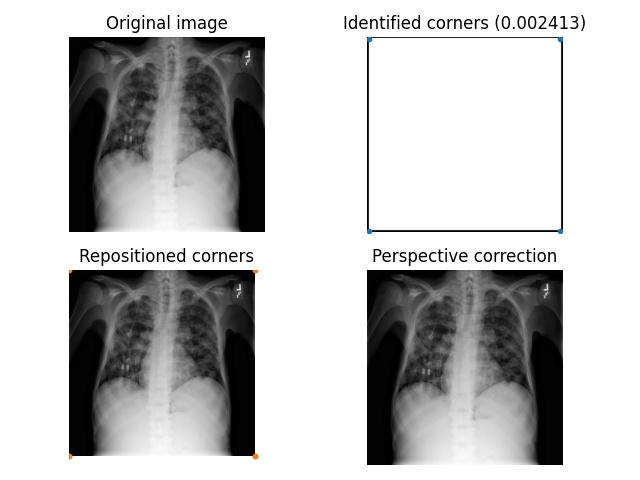 Original image
Identified corners (0.002413)
Repositioned corners
Perspective correction